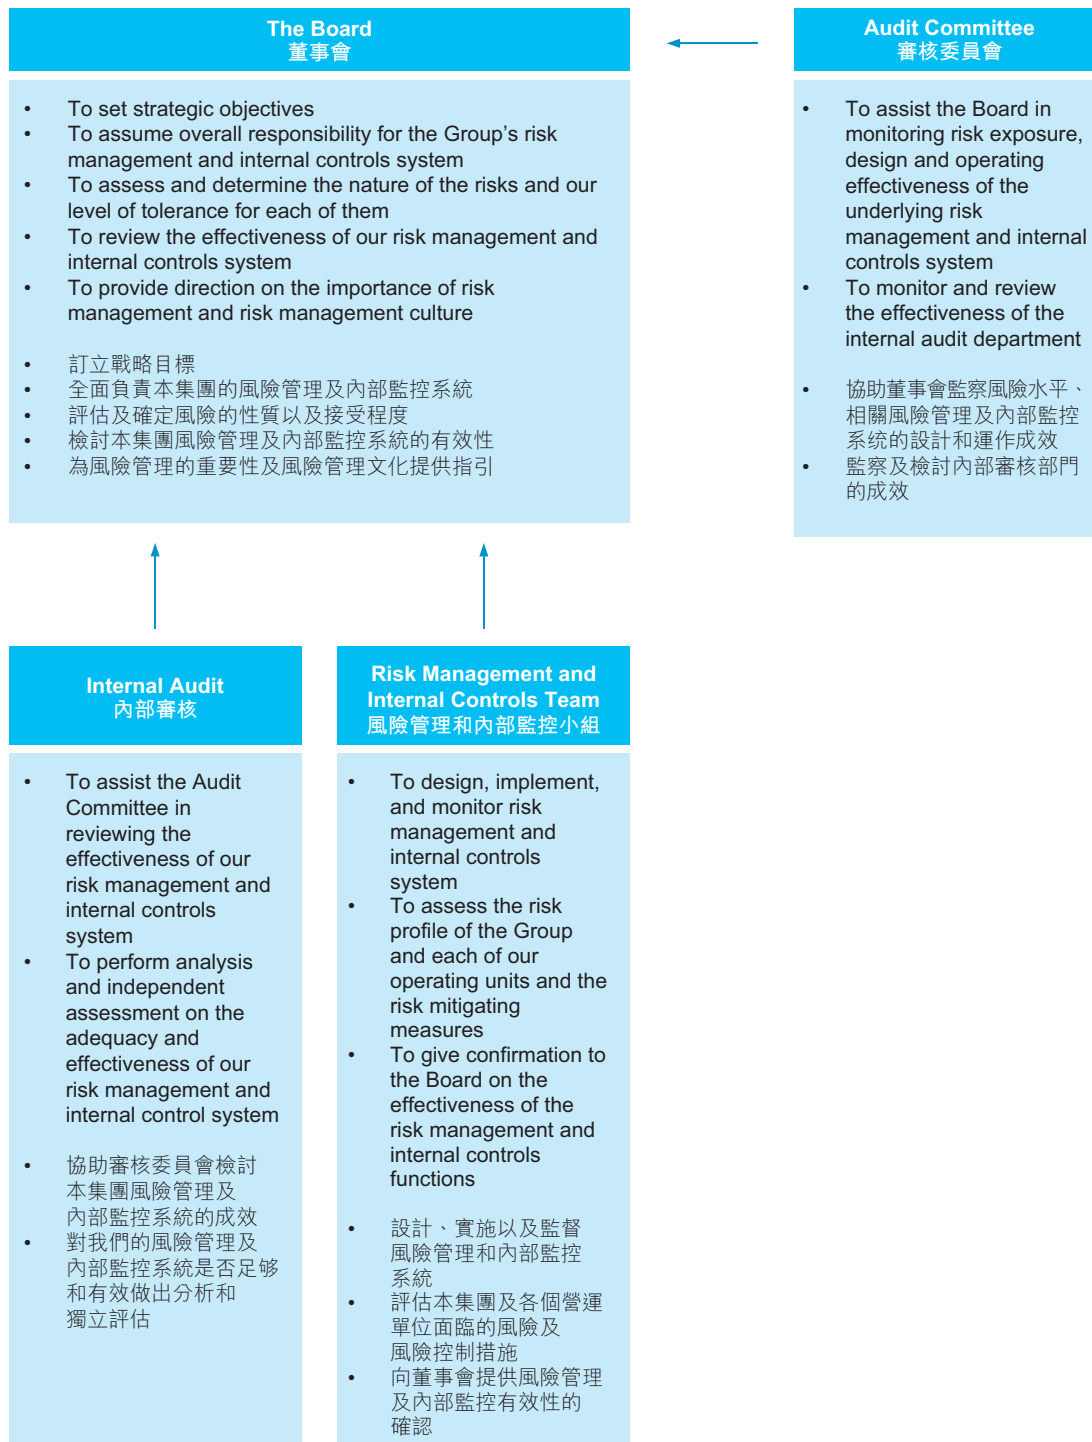 The Board
董事會
• To set strategic objectives
• To assume overall responsibility for the Group's risk
management and internal controls system
• To assess and determine the nature of the risks and our
level of tolerance for each of them
• To review the effectiveness of our risk management and
internal controls system
• To provide direction on the importance of risk
management and risk management culture
• 訂立戰略目標
• 全面負責本集團的風險管理及內部監控系統
• 評估及確定風險的性質以及接受程度
• 檢討本集團風險管理及內部監控系統的有效性
• 為風險管理的重要性及風險管理文化提供指引
Audit Committee
審核委員會
• To assist the Board in
monitoring risk exposure,
design and operating
effectiveness of the
underlying risk
management and internal
controls system
• To monitor and review
the effectiveness of the
internal audit department
• 協助董事會監察風險水平、
相關風險管理及內部監控
系统的設計和運作成效
• 監察及檢討內部審核部門
的成效
Internal Audit
內部審核
• To assist the Audit
Committee in
reviewing the
effectiveness of our
risk management and
internal controls
system
• To perform analysis
and independent
assessment on the
adequacy and
effectiveness of our
risk management and
internal control system
• 協助審核委員會檢討
本集團風險管理及
內部監控系統的成效
• 對我們的風險管理及
內部監控系統是否足够
和有效做出分析和
獨立評估
Risk Management and
Internal Controls Team
風險管理和內部監控小組
• To design, implement,
and monitor risk
management and
internal controls
system
• To assess the risk
profile of the Group
and each of our
operating units and the
risk mitigating
measures
• To give confirmation to
the Board on the
effectiveness of the
risk management and
internal controls
functions
• 設計、實施以及監督
風險管理和內部監控
系統
• 評估本集團及各個營運
單位面臨的風險及
風險控制措施
• 向董事會提供風險管理
及內部監控有效性的
確認